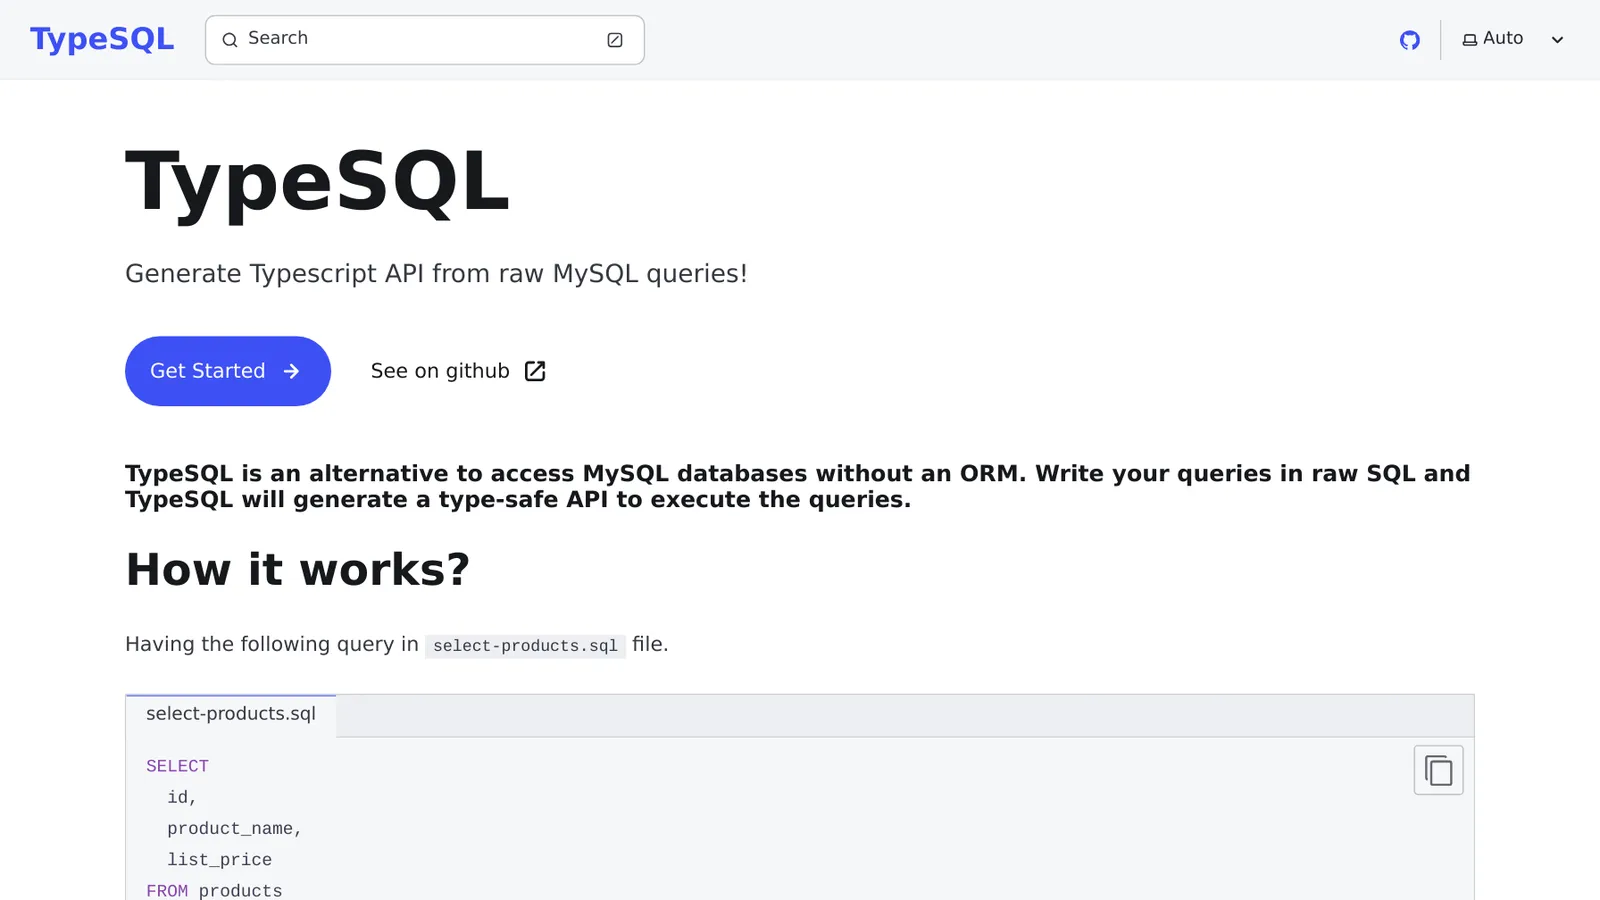 TypeSQL
Search
Auto
TypeSQL
Generate Typescript API from raw MySQL queries!
Get Started
See on github
TypeSQL is an alternative to access MySQL databases without an ORM. Write your queries in raw SQL and
TypeSQL will generate a type-safe API to execute the queries.
How it works?
Having the following query in select-products.sql file.
select-products.sql
SELECT
  id,
  product_name,
  list_price
FROM products